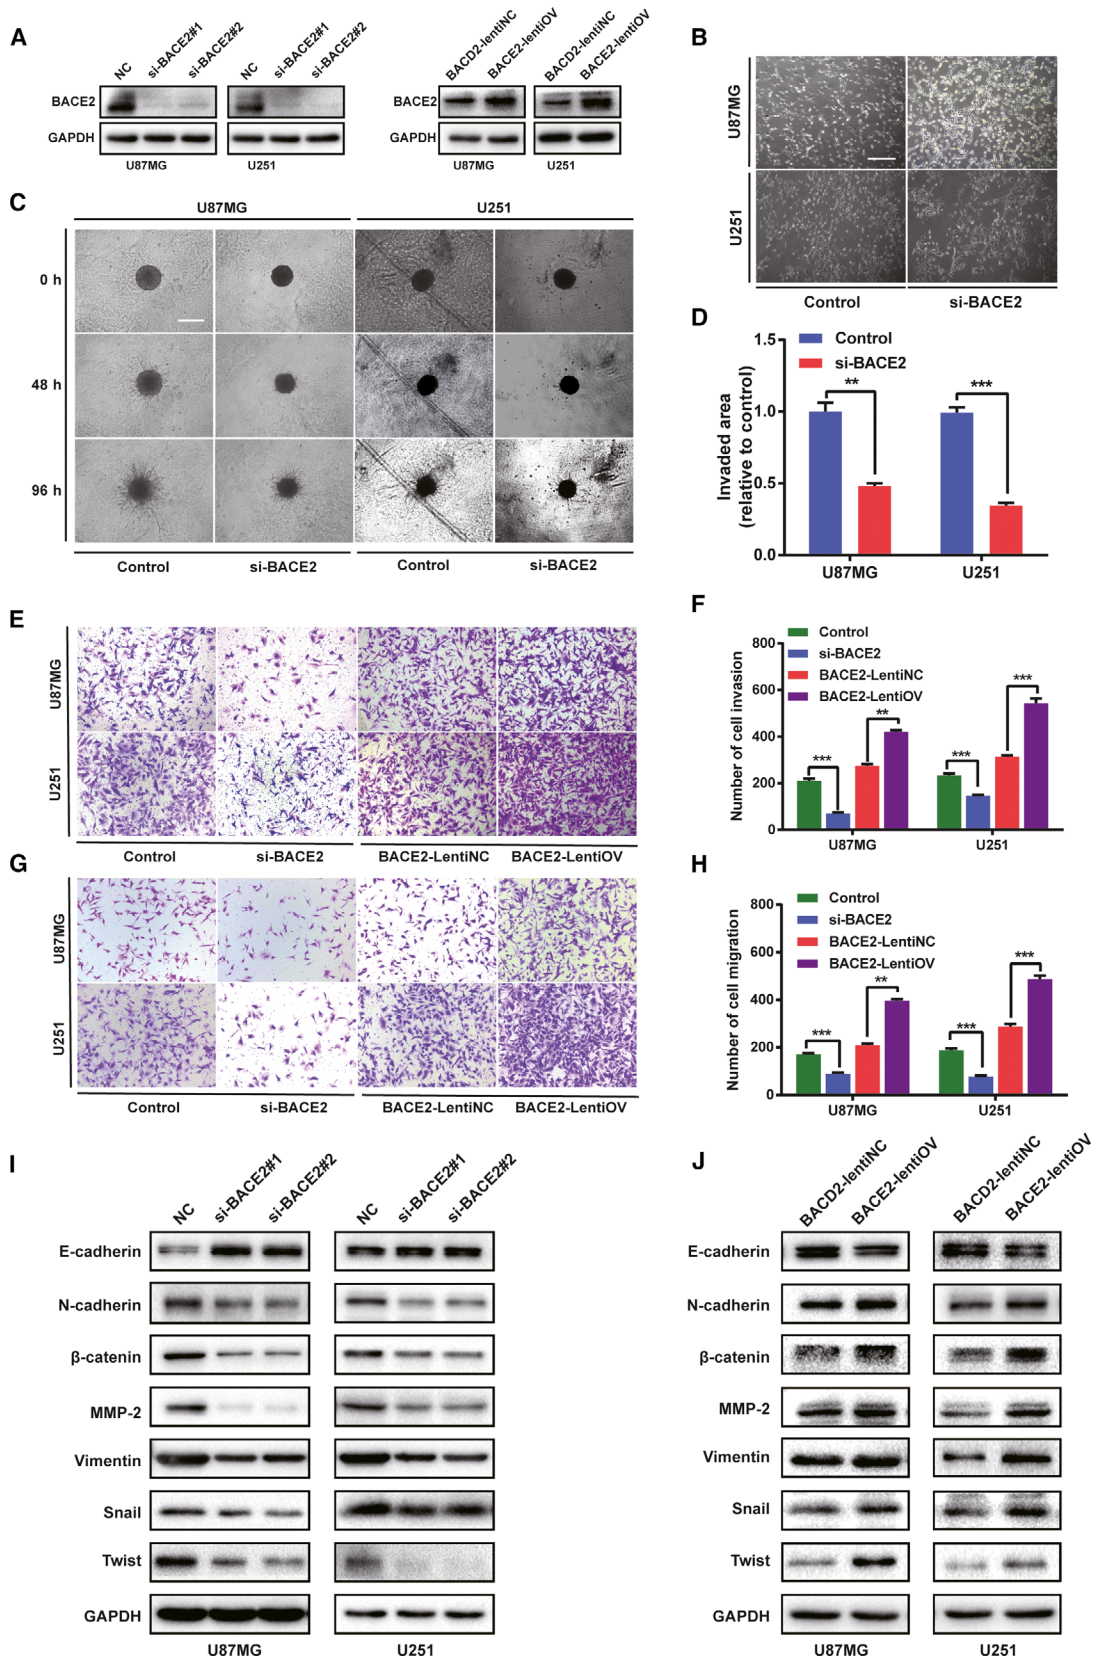 A
NC
si-BACE2#1
si-BACE2#2
NC
si-BACE2#1
si-BACE2#2
BACD2-lentiNC
BACE2-lentiOV
BACD2-lentiNC
BACE2-lentiOV
BACE2
BACE2
GAPDH
GAPDH
U87MG
U251
U87MG
U251
B
U87MG
U251
Control
si-BACE2
C
U87MG
U251
0 h
48 h
96 h
Control
si-BACE2
Control
si-BACE2
D
Control
si-BACE2
Invaded area
(relative to control)
1.5
1.0
0.5
0.0
**
***
U87MG
U251
E
U87MG
U251
Control
si-BACE2
BACE2-LentiNC
BACE2-LentiOV
F
Control
si-BACE2
BACE2-LentiNC
BACE2-LentiOV
Number of cell invasion
800
600
400
200
0
***
**
***
***
U87MG
U251
G
U87MG
U251
Control
si-BACE2
BACE2-LentiNC
BACE2-LentiOV
H
Control
si-BACE2
BACE2-LentiNC
BACE2-LentiOV
Number of cell migration
800
600
400
200
0
***
**
***
***
U87MG
U251
I
NC
si-BACE2#1
si-BACE2#2
NC
si-BACE2#1
si-BACE2#2
E-cadherin
N-cadherin
β-catenin
MMP-2
Vimentin
Snail
Twist
GAPDH
U87MG
U251
J
BACD2-lentiNC
BACE2-lentiOV
BACD2-lentiNC
BACE2-lentiOV
E-cadherin
N-cadherin
β-catenin
MMP-2
Vimentin
Snail
Twist
GAPDH
U87MG
U251